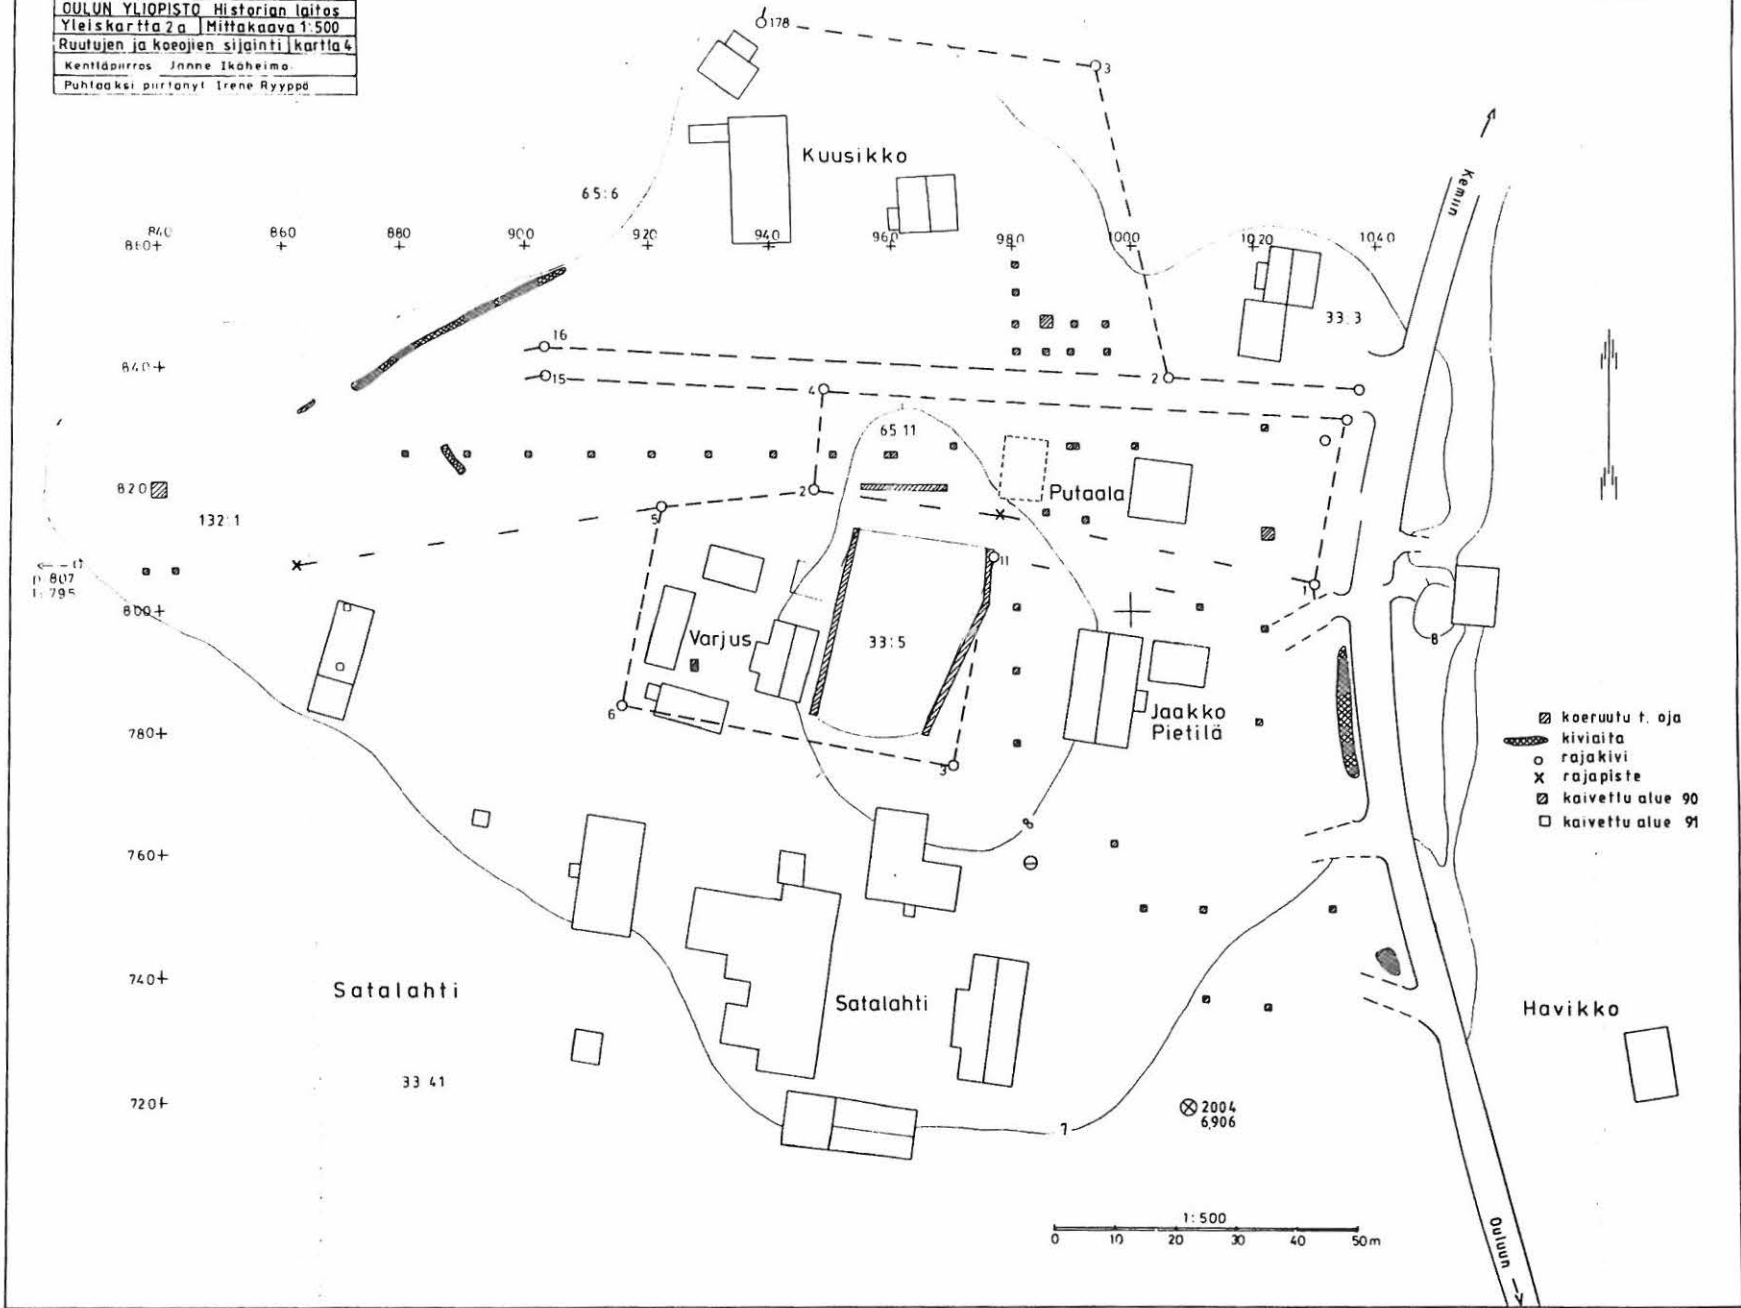 OULUN YLIOPISTO Historian laitos
Yleiskartta 2a Mittakaava 1:500
Ruutujen ja koeojien sijainti kartta 4
Kenttäpiirros Janne Ikäheimo
Puhtaaksi piirtänyt Irene Ryyppö
178
3
Kemiin
Kuusikko
65:6
840 860 880 900 920 940 960 980 1000 1020 1040
860+
33:3
16
840+
15
4
2
65 11
820
2
Putaala
5
132:1
11
p. 807
l. 795
1
800+
Varjus
33:5
8
6
Jaakko
Pietilä
780+
3
koeruutu t. oja
kiviaita
rajakivi
rajapiste
kaivettu alue 90
kaivettu alue 91
8
760+
740+
Satalahti
Satalahti
Havikko
33 41
720+
7
2004
6,906
1:500
0 10 20 30 40 50m
Ouluun